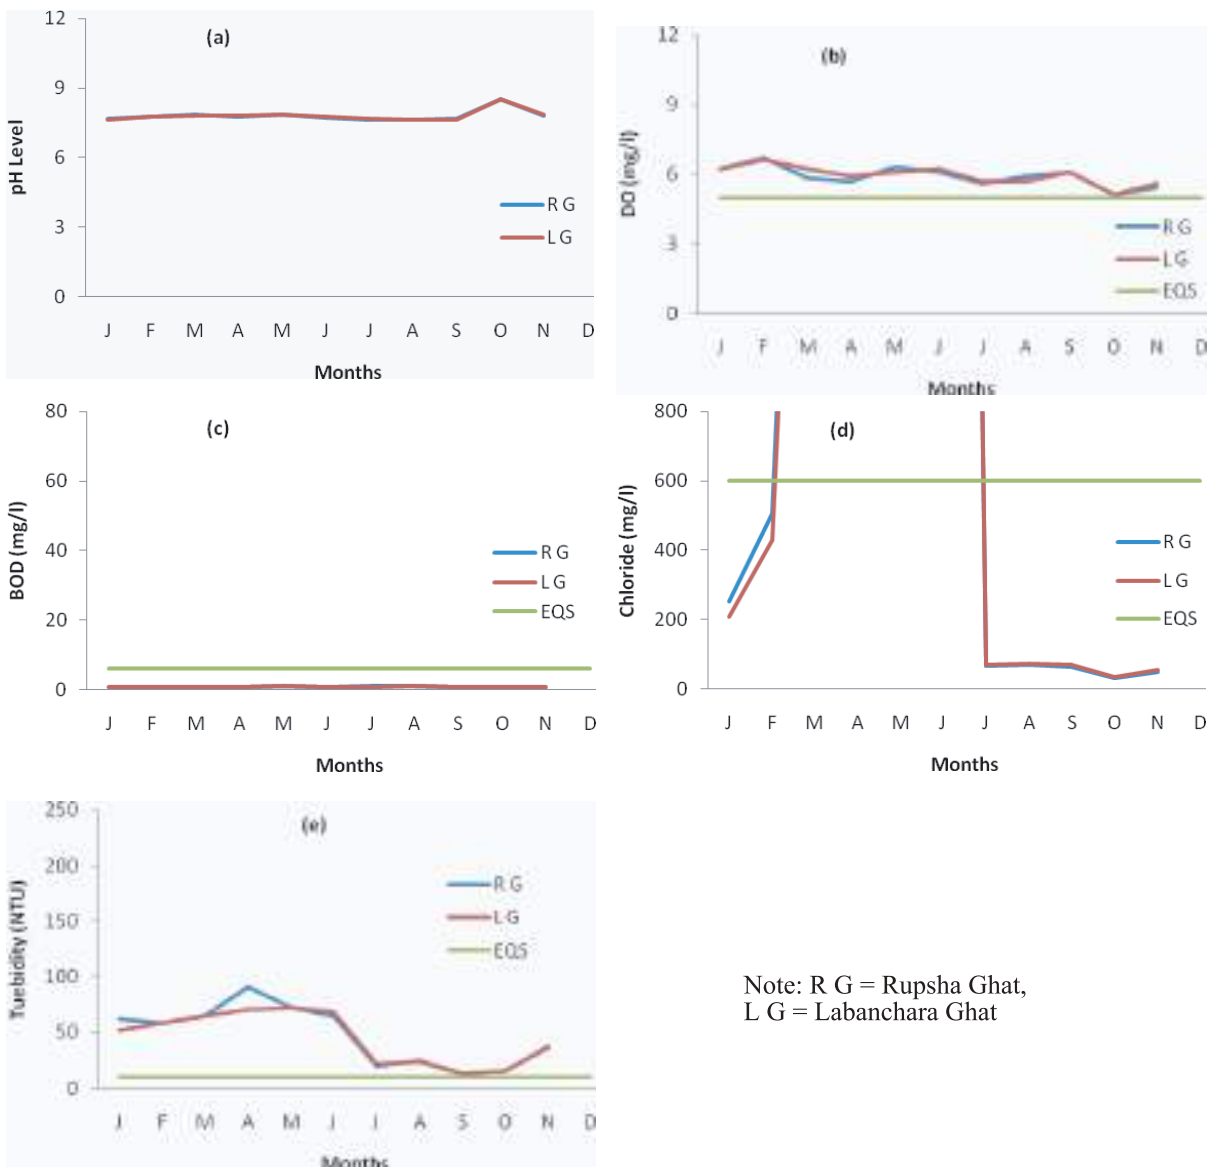 (a)
12
9
6
3
0
pH Level
R G
L G
J F M A M J J A S O N D
Months
(b)
12
9
6
3
0
DO (mg/l)
R G
L G
EQS
J F M A M J J A S O N D
Months
(c)
80
60
40
20
0
BOD (mg/l)
R G
L G
EQS
J F M A M J J A S O N D
Months
(d)
800
600
400
200
0
Chloride (mg/l)
R G
L G
EQS
J F M A M J J A S O N D
Months
(e)
250
200
150
100
50
0
Tuebidity (NTU)
R G
L G
EQS
J F M A M J J A S O N D
Months
Note: R G = Rupsha Ghat,
L G = Labanchara Ghat